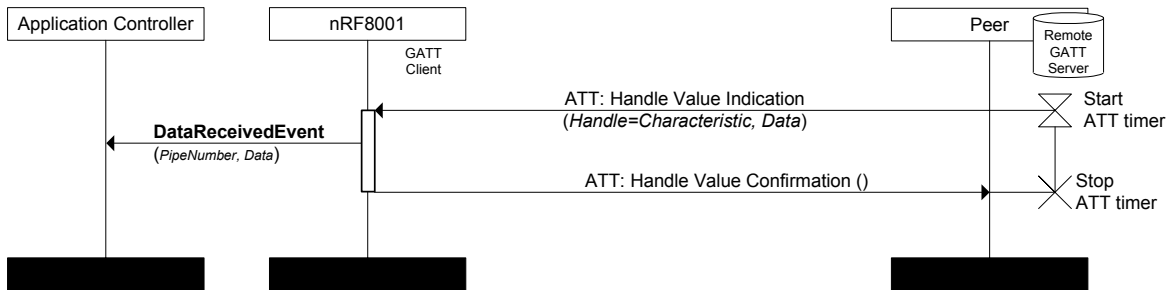 Application Controller
nRF8001
Peer
Remote
GATT
Server
GATT
Client
ATT: Handle Value Indication
(Handle=Characteristic, Data)
Start
ATT timer
DataReceivedEvent
(PipeNumber, Data)
ATT: Handle Value Confirmation ()
Stop
ATT timer